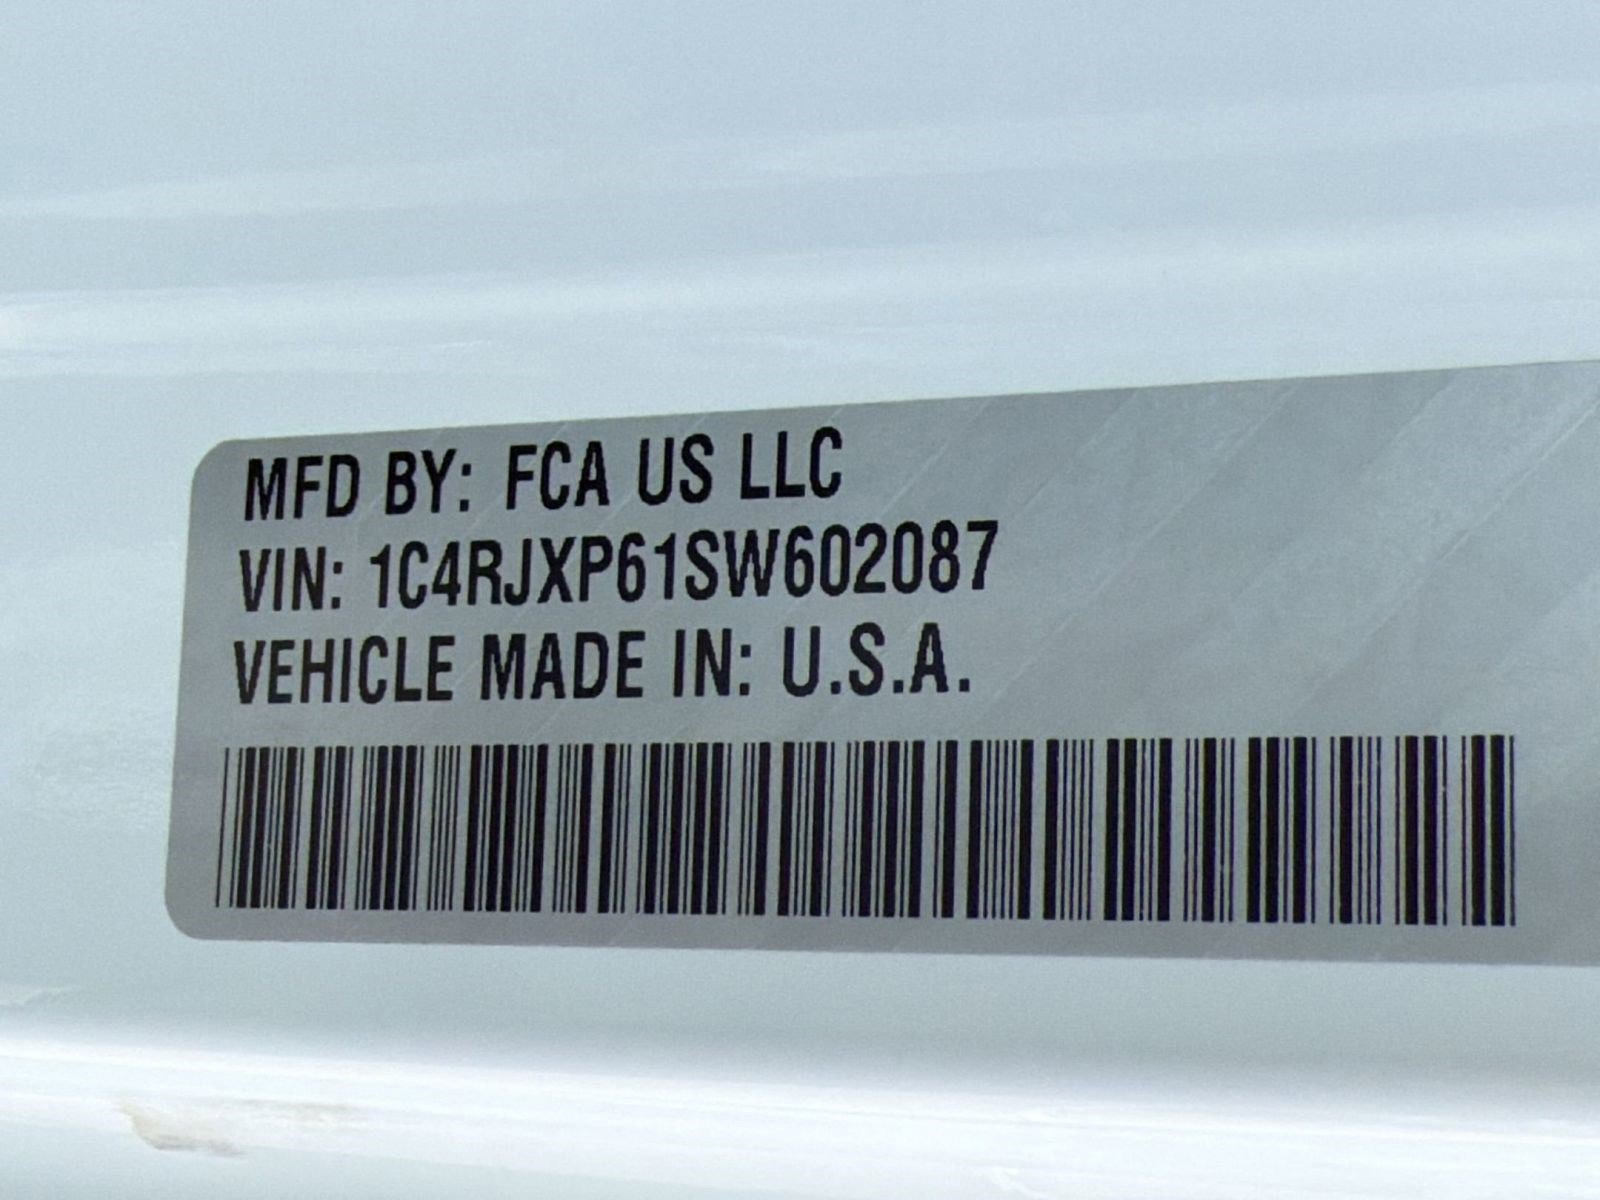 MFD BY: FCA US LLC
VIN: 1C4RJXP61SW602087
VEHICLE MADE IN: U.S.A.